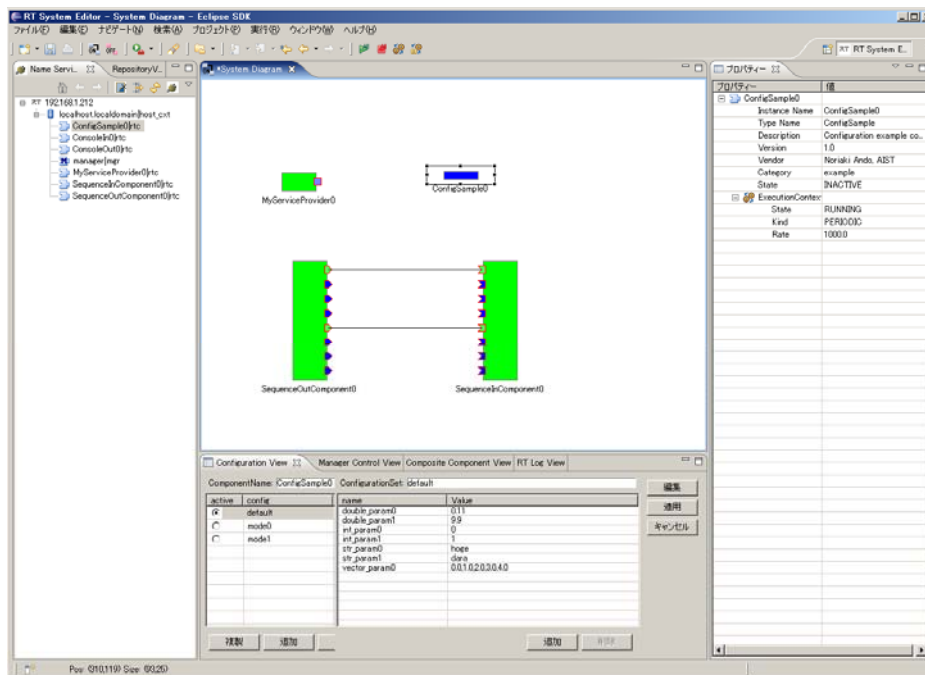 RT System Editor - System Diagram - Eclipse SDK
ファイル(F) 編集(E) ナビゲート(N) 検索(A) プロジェクト(P) 実行(R) ウィンドウ(W) ヘルプ(H)
RT System E..
Name Servi..
RepositoryV..
192.168.1.212
localhost.localdomain|host_cxt
ConfigSample0|rtc
ConsoleIn0|rtc
ConsoleOut0|rtc
manager|mgr
MyServiceProvider0|rtc
SequenceInComponent0|rtc
SequenceOutComponent0|rtc
*System Diagram
MyServiceProvider0
ConfigSample0
SequenceOutComponent0
SequenceInComponent0
プロパティー
プロパティー 値
ConfigSample0
Instance Name ConfigSample0
Type Name ConfigSample
Description Configuration example co..
Version 1.0
Vendor Noriaki Ando, AIST
Category example
State INACTIVE
ExecutionContex
State RUNNING
Kind PERIODIC
Rate 1000.0
Configuration View Manager Control View Composite Component View RT Log View
ComponentName: ConfigSample0 ConfigurationSet: default
active config
default
mode0
mode1
name Value
double_param0 0.11
double_param1 9.9
int_param0 0
int_param1 1
str_param0 hoge
str_param1 dara
vector_param0 0.0,1.0,2.0,3.0,4.0
編集
適用
キャンセル
複製 追加
追加 削除
Pos: (310,119) Size: (93,25)